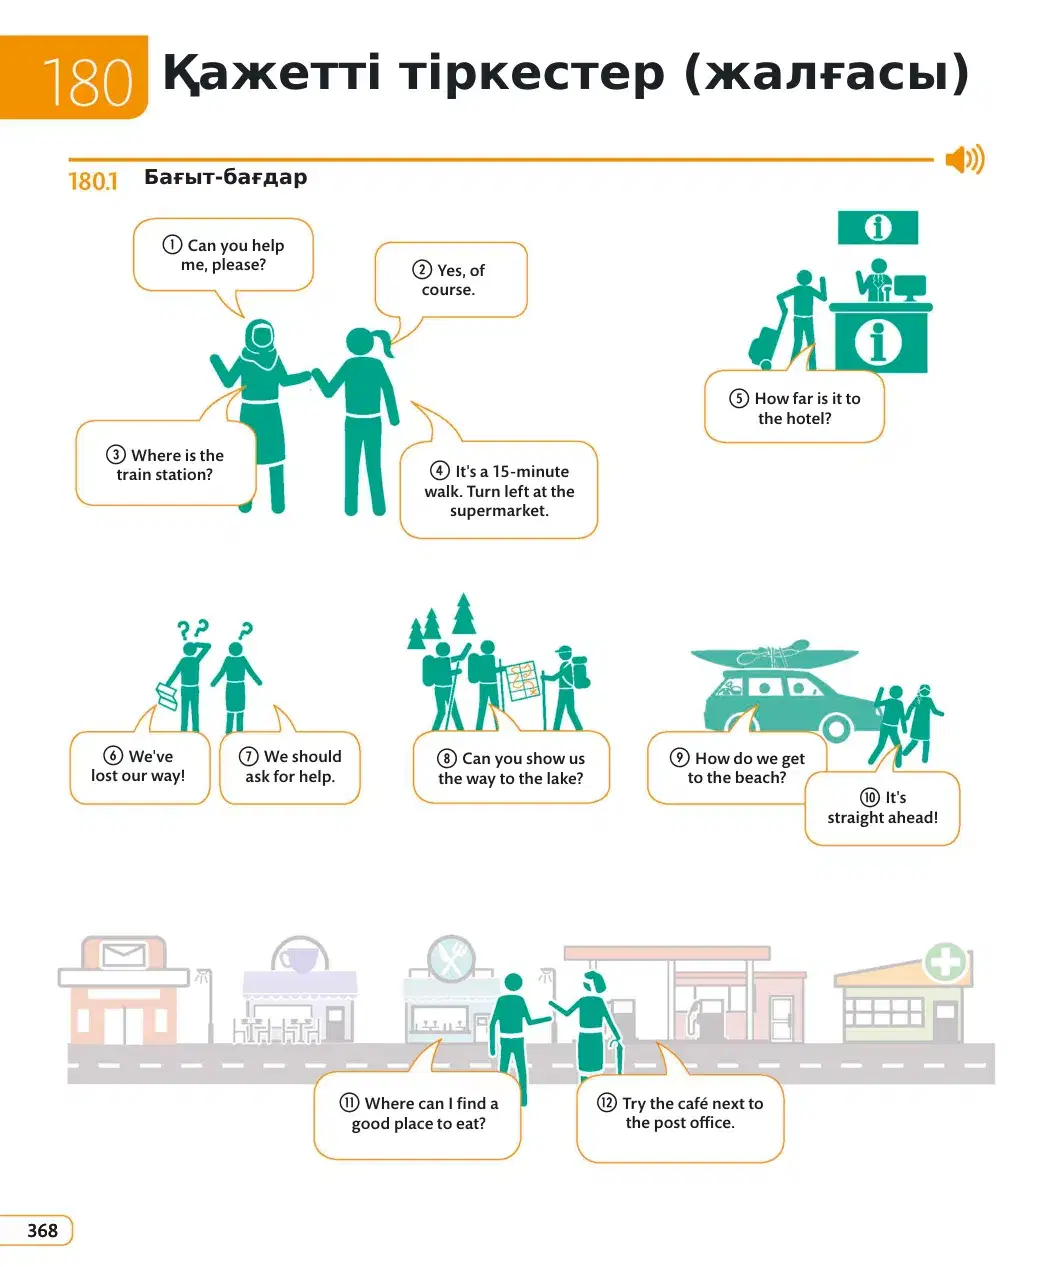 180
Қажетті тіркестер (жалғасы)
180.1 Бағыт-бағдар
① Can you help
me, please?
② Yes, of
course.
③ Where is the
train station?
④ It's a 15-minute
walk. Turn left at the
supermarket.
i
i
⑤ How far is it to
the hotel?
? ?
?
⑥ We've
lost our way!
⑦ We should
ask for help.
⑧ Can you show us
the way to the lake?
⑨ How do we get
to the beach?
⑩ It's
straight ahead!
⑪ Where can I find a
good place to eat?
⑫ Try the café next to
the post office.
368